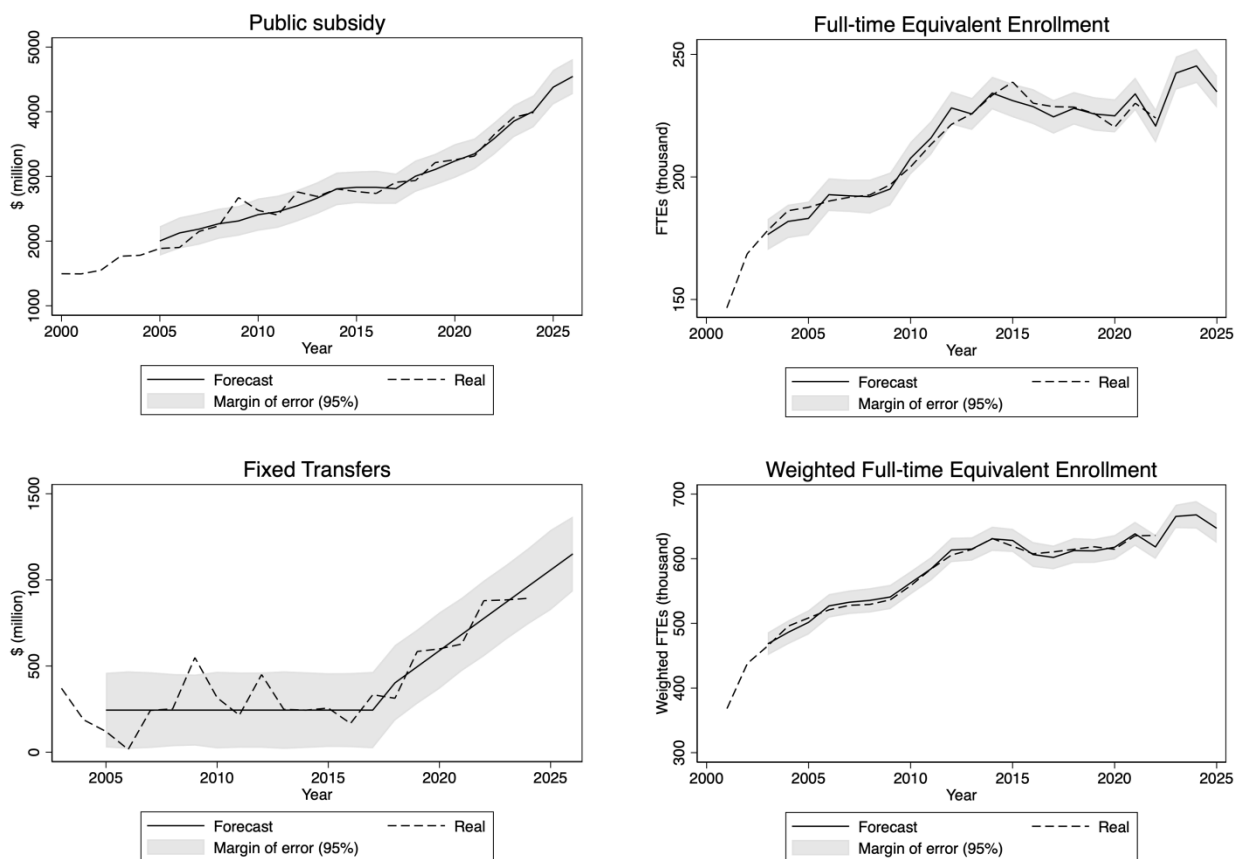 Public subsidy
$ (million)
5000
4000
3000
2000
1000
2000 2005 2010 2015 2020 2025
Year
Forecast Real
Margin of error (95%)
Full-time Equivalent Enrollment
FTEs (thousand)
250
200
150
2000 2005 2010 2015 2020 2025
Year
Forecast Real
Margin of error (95%)
Fixed Transfers
$ (million)
1500
1000
500
0
2005 2010 2015 2020 2025
Year
Forecast Real
Margin of error (95%)
Weighted Full-time Equivalent Enrollment
Weighted FTEs (thousand)
700
600
500
400
300
2000 2005 2010 2015 2020 2025
Year
Forecast Real
Margin of error (95%)